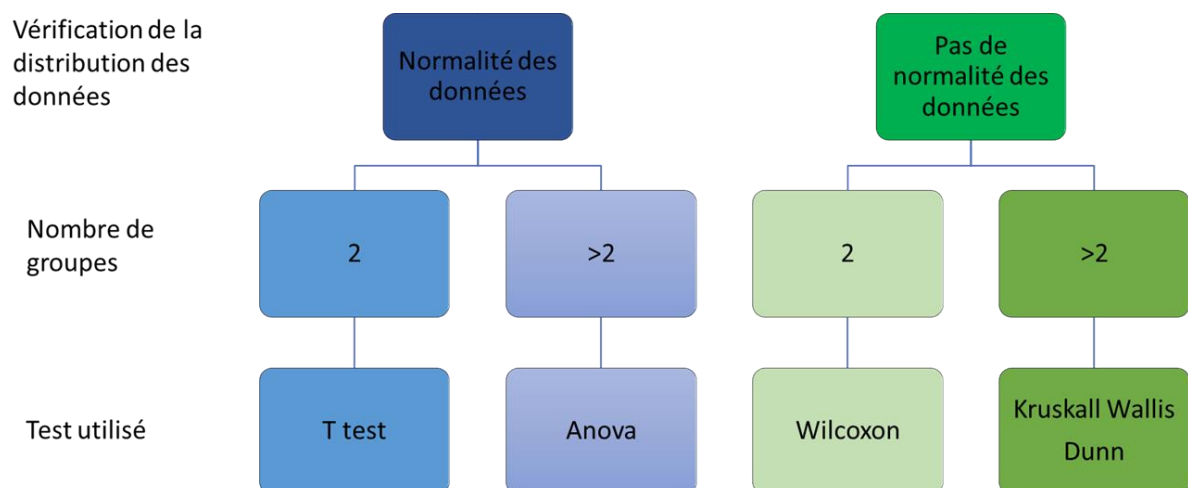 Vérification de la
distribution des
données
Normalité des
données
Pas de
normalité des
données
Nombre de
groupes
2
>2
2
>2
Test utilisé
T test
Anova
Wilcoxon
Kruskall Wallis
Dunn